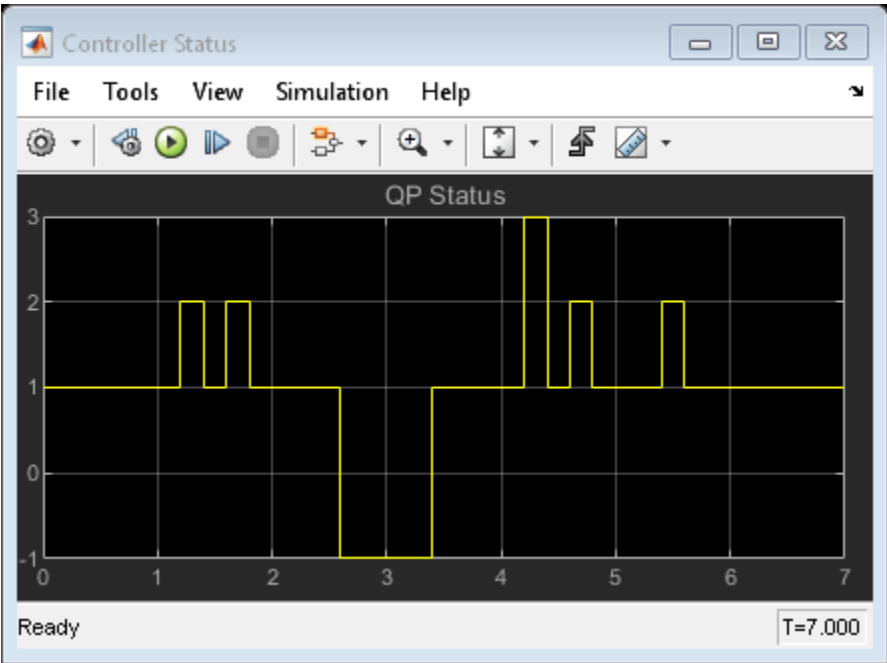 Controller Status
File Tools View Simulation Help
QP Status
3
2
1
0
-1
0 1 2 3 4 5 6 7
Ready T=7.000